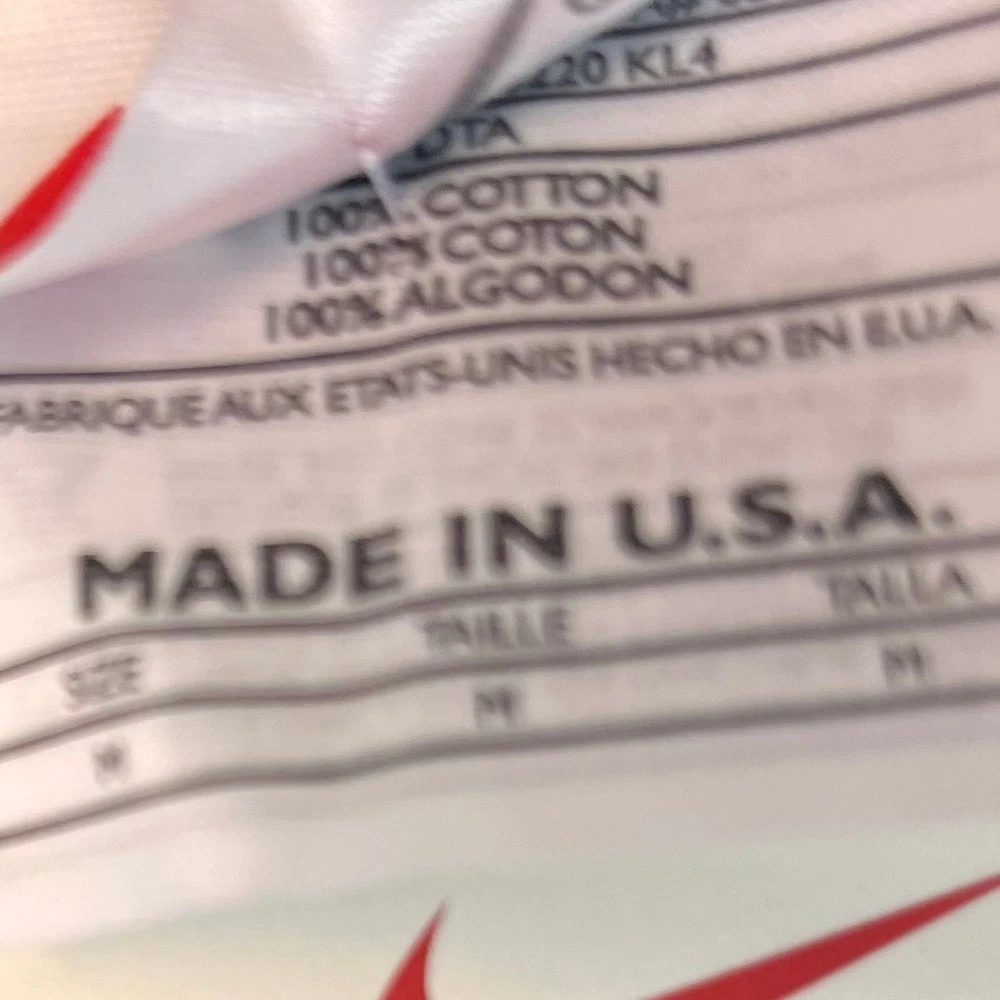 220 KL4
OTA
100% COTTON
100% COTON
100% ALGODON
FABRIQUE AUX ETATS-UNIS HECHO EN E.U.A.
MADE IN U.S.A.
SIZE TAILLE TALLA
M M M